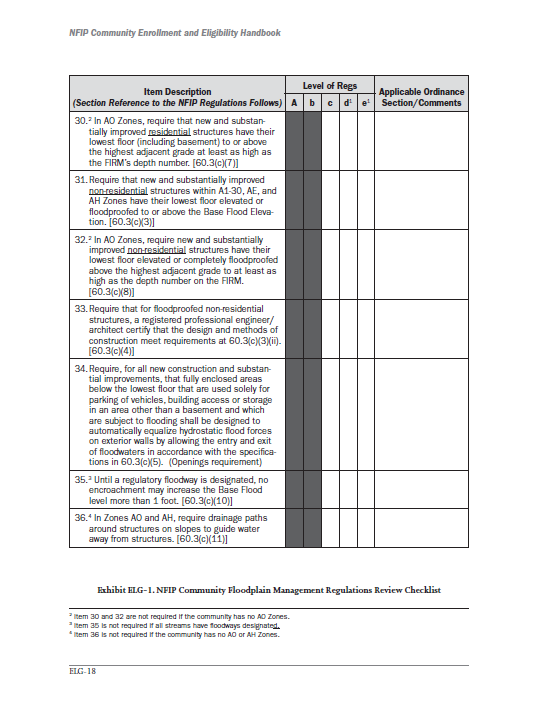 NFIP Community Enrollment and Eligibility Handbook
Item Description
(Section Reference to the NFIP Regulations Follows)
Level of Regs
A b c d¹ e¹
Applicable Ordinance
Section/Comments
30.² In AO Zones, require that new and substan-
tially improved residential structures have their
lowest floor (including basement) to or above
the highest adjacent grade at least as high as
the FIRM's depth number. [60.3(c)(7)]
31. Require that new and substantially improved
non-residential structures within A1-30, AE, and
AH Zones have their lowest floor elevated or
floodproofed to or above the Base Flood Eleva-
tion. [60.3(c)(3)]
32.² In AO Zones, require new and substantially
improved non-residential structures have their
lowest floor elevated or completely floodproofed
above the highest adjacent grade to at least as
high as the depth number on the FIRM.
[60.3(c)(8)]
33. Require that for floodproofed non-residential
structures, a registered professional engineer/
architect certify that the design and methods of
construction meet requirements at 60.3(c)(3)(ii).
[60.3(c)(4)]
34. Require, for all new construction and substan-
tial improvements, that fully enclosed areas
below the lowest floor that are used solely for
parking of vehicles, building access or storage
in an area other than a basement and which
are subject to flooding shall be designed to
automatically equalize hydrostatic flood forces
on exterior walls by allowing the entry and exit
of floodwaters in accordance with the specifica-
tions in 60.3(c)(5). (Openings requirement)
35.³ Until a regulatory floodway is designated, no
encroachment may increase the Base Flood
level more than 1 foot. [60.3(c)(10)]
36.⁴ In Zones AO and AH, require drainage paths
around structures on slopes to guide water
away from structures. [60.3(c)(11)]
Exhibit ELG-1. NFIP Community Floodplain Management Regulations Review Checklist
² Item 30 and 32 are not required if the community has no AO Zones.
³ Item 35 is not required if all streams have floodways designated.
⁴ Item 36 is not required if the community has no AO or AH Zones.
ELG-18